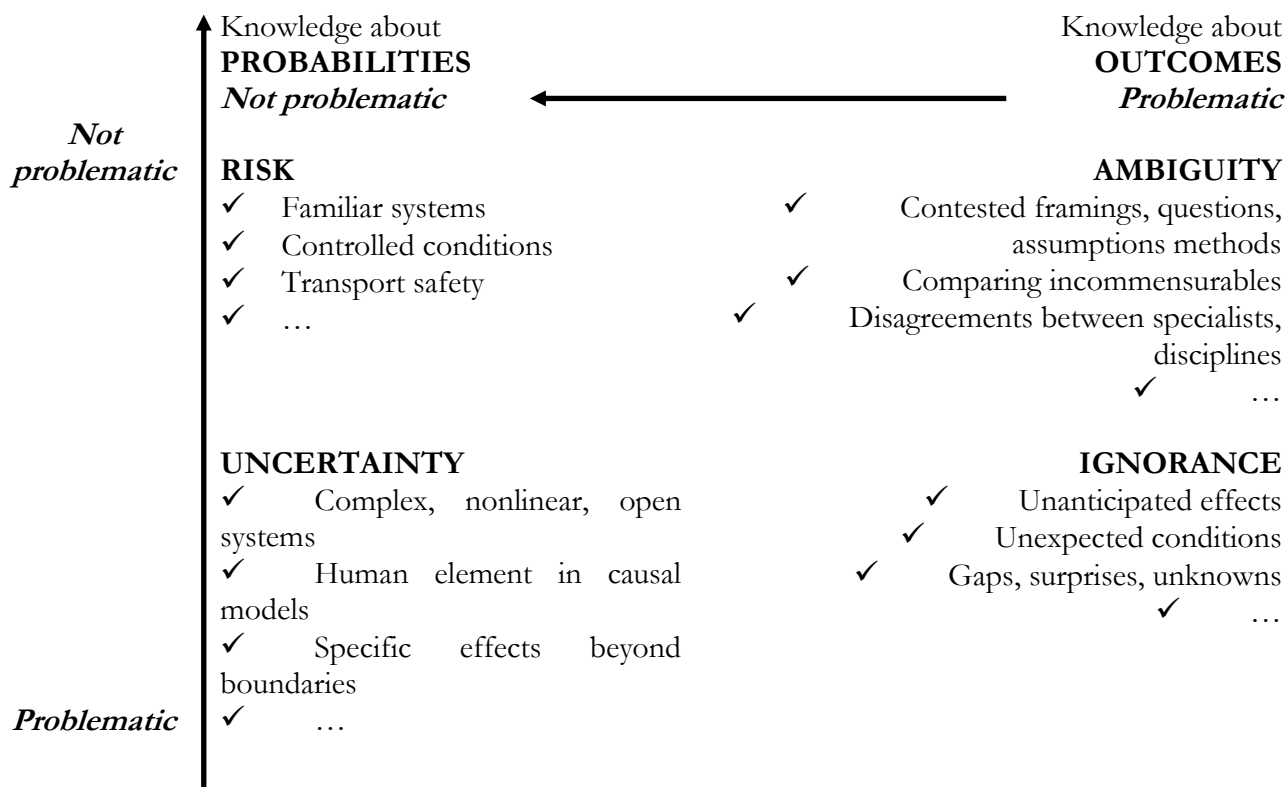 Knowledge about
PROBABILITIES
Not problematic
Knowledge about
OUTCOMES
Problematic
Not
problematic
RISK
✓ Familiar systems
✓ Controlled conditions
✓ Transport safety
✓ …
AMBIGUITY
✓ Contested framings, questions,
assumptions methods
✓ Comparing incommensurables
✓ Disagreements between specialists,
disciplines
✓ …
UNCERTAINTY
✓ Complex, nonlinear, open
systems
✓ Human element in causal
models
✓ Specific effects beyond
boundaries
✓ …
IGNORANCE
✓ Unanticipated effects
✓ Unexpected conditions
✓ Gaps, surprises, unknowns
✓ …
Problematic